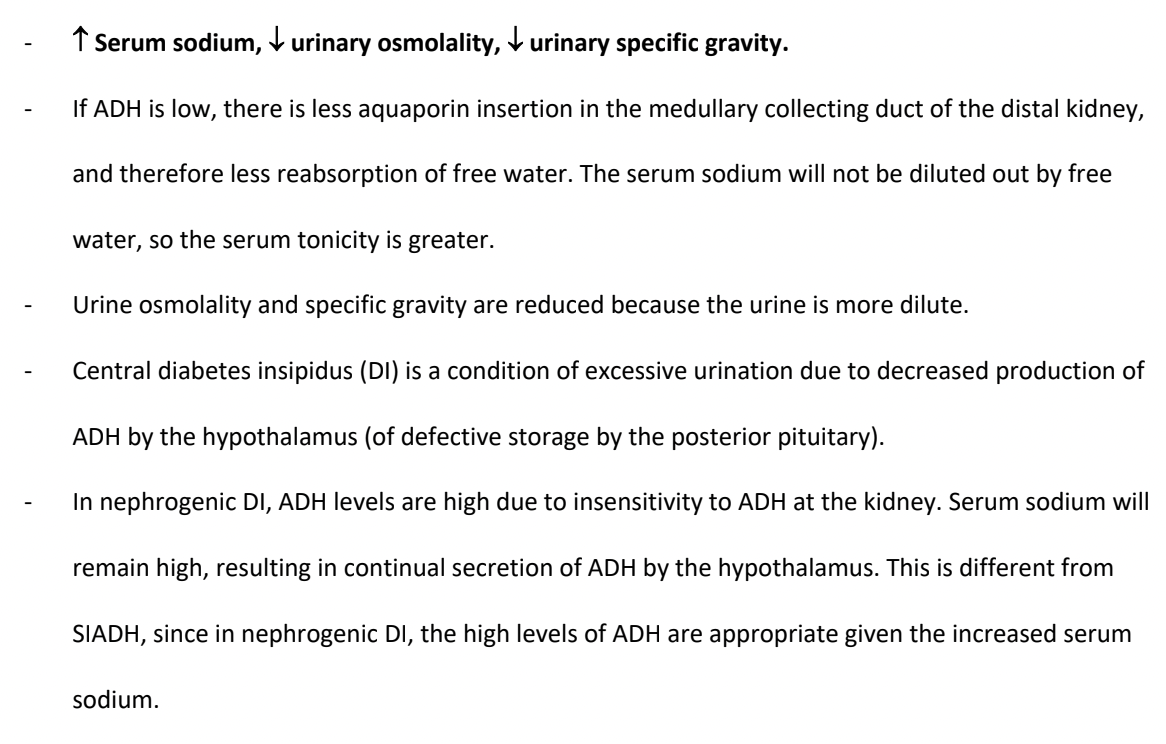 - ↑ Serum sodium, ↓ urinary osmolality, ↓ urinary specific gravity.
- If ADH is low, there is less aquaporin insertion in the medullary collecting duct of the distal kidney,
and therefore less reabsorption of free water. The serum sodium will not be diluted out by free
water, so the serum tonicity is greater.
- Urine osmolality and specific gravity are reduced because the urine is more dilute.
- Central diabetes insipidus (DI) is a condition of excessive urination due to decreased production of
ADH by the hypothalamus (of defective storage by the posterior pituitary).
- In nephrogenic DI, ADH levels are high due to insensitivity to ADH at the kidney. Serum sodium will
remain high, resulting in continual secretion of ADH by the hypothalamus. This is different from
SIADH, since in nephrogenic DI, the high levels of ADH are appropriate given the increased serum
sodium.